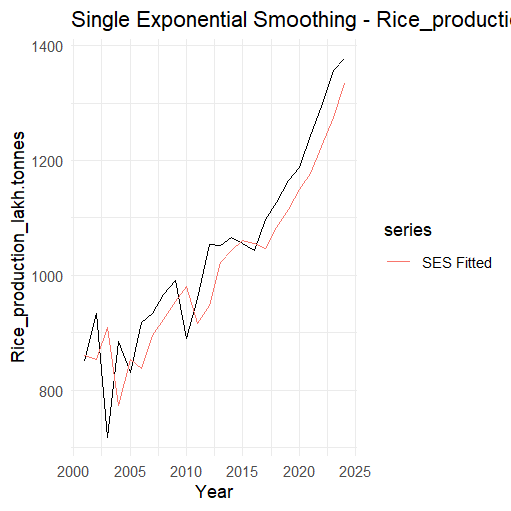 Single Exponential Smoothing - Rice_productio
1400
1200
1000
800
Rice_production_lakh.tonnes
2000 2005 2010 2015 2020 2025
Year
series
SES Fitted